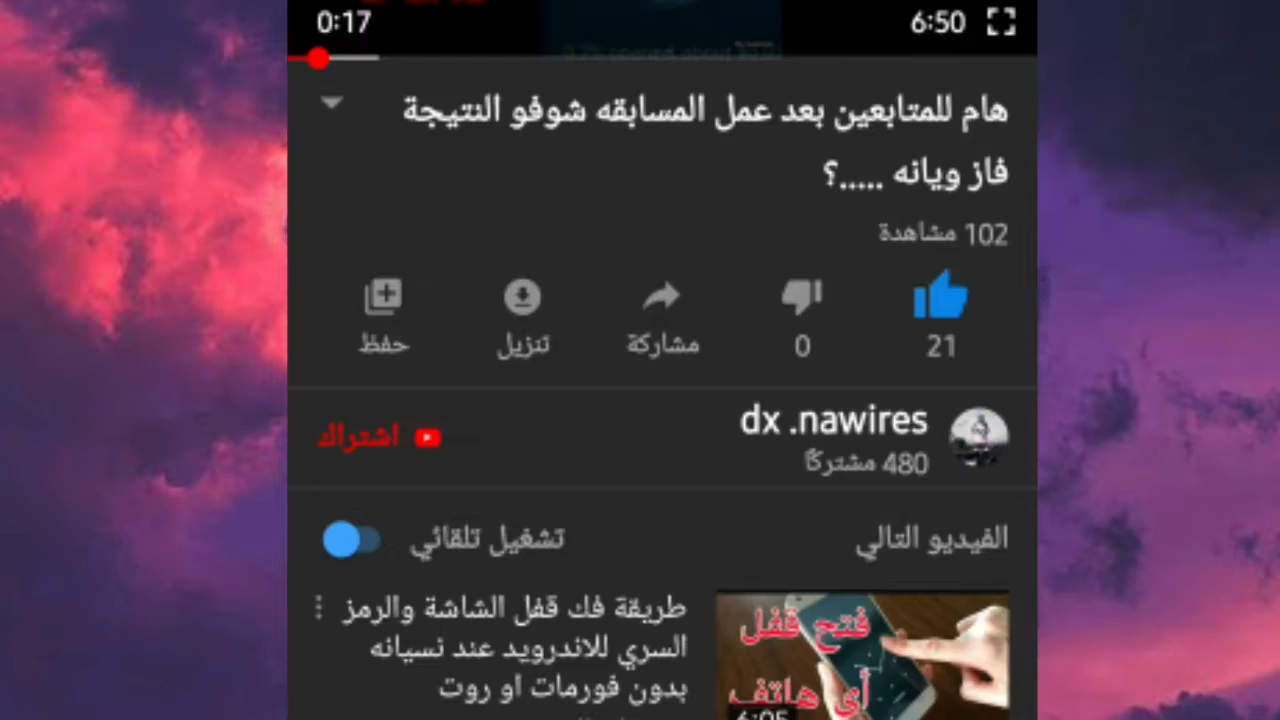 0:17
6:50
هام للمتابعين بعد عمل المسابقه شوفو النتيجة
فاز ويانه .....؟
102 مشاهدة
21
0
مشاركة
تنزيل
حفظ
dx .nawires
480 مشتركًا
اشتراك
الفيديو التالي
تشغيل تلقائي
فتح قفل
أي هاتف
6:05
طريقة فك قفل الشاشة والرمز
السري للاندرويد عند نسيانه
بدون فورمات او روت